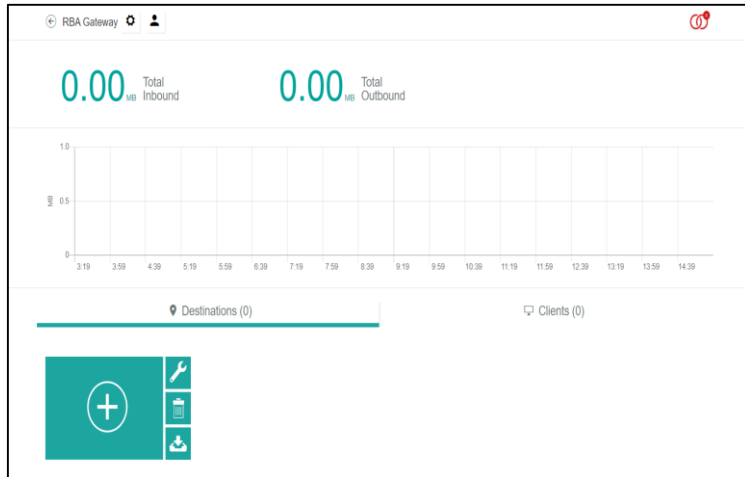 RBA Gateway
0.00 MB Total Inbound
0.00 MB Total Outbound
1.0
MB
0.5
0
3:19 3:59 4:39 5:19 5:59 6:39 7:19 7:59 8:39 9:19 9:59 10:39 11:19 11:59 12:39 13:19 13:59 14:39
Destinations (0)
Clients (0)